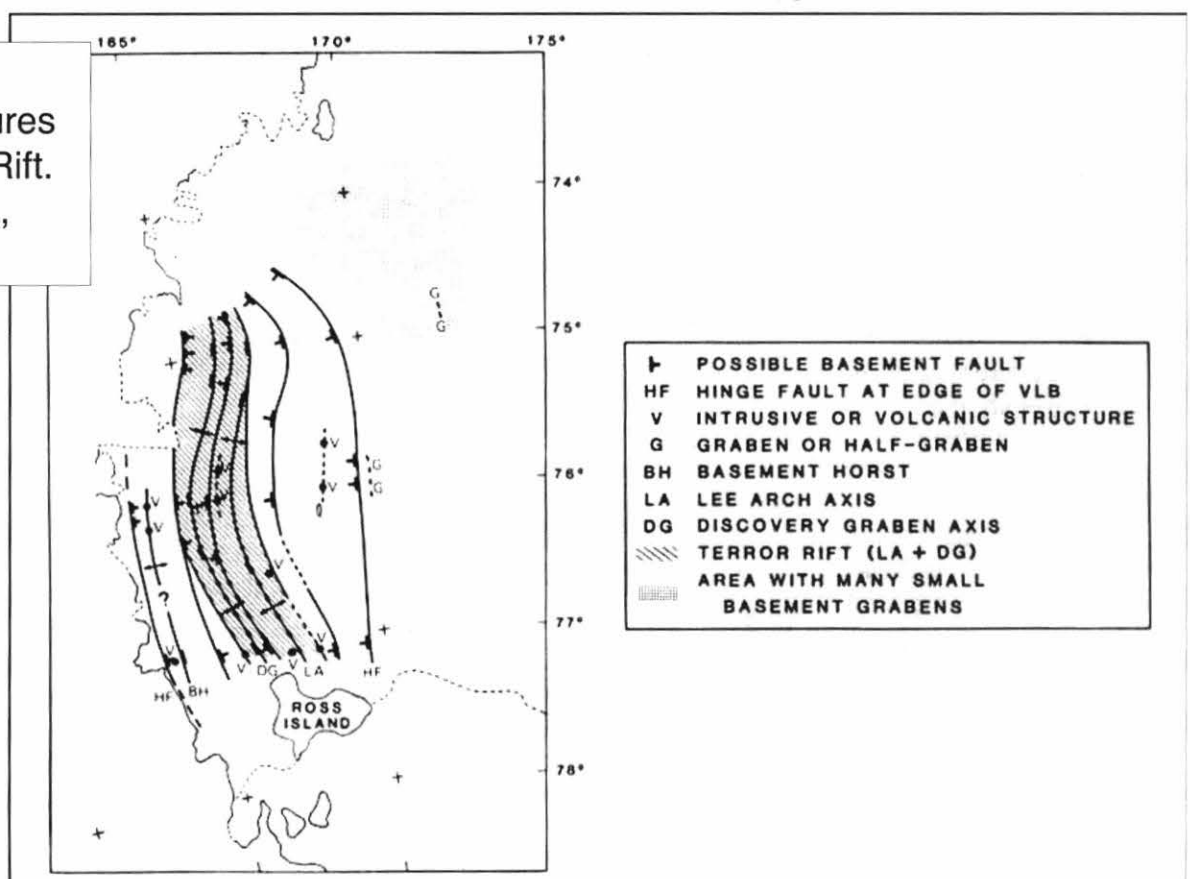 165°
170°
175°
ures
Rift.
,
74°
G
G
75°
V
V
V
V
G
G
76°
V
V
V
?
V
77°
V
V
V
V
DG
LA
HF
HF
BH
ROSS
ISLAND
78°
POSSIBLE BASEMENT FAULT
HF HINGE FAULT AT EDGE OF VLB
V INTRUSIVE OR VOLCANIC STRUCTURE
G GRABEN OR HALF-GRABEN
BH BASEMENT HORST
LA LEE ARCH AXIS
DG DISCOVERY GRABEN AXIS
TERROR RIFT (LA + DG)
AREA WITH MANY SMALL
BASEMENT GRABENS